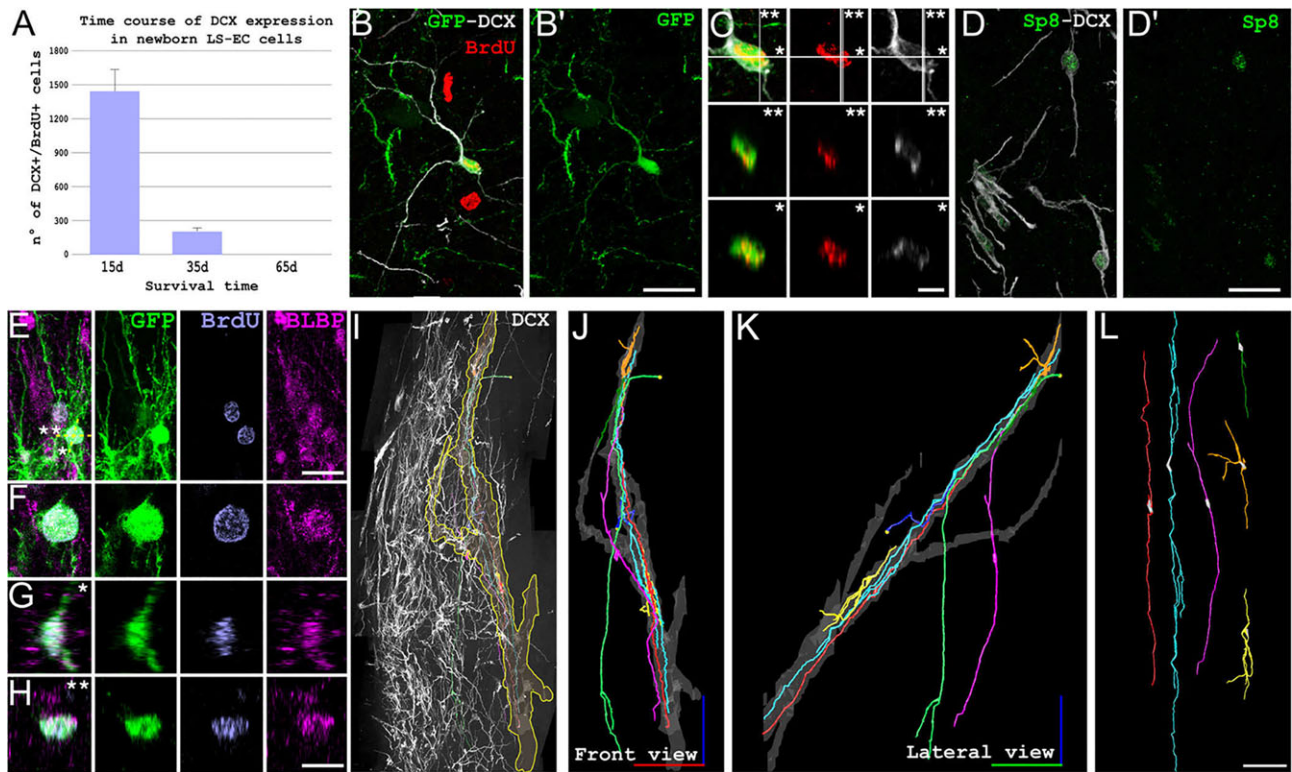 A
Time course of DCX expression
in newborn LS-EC cells
n° of DCX+/BrdU+ cells
1800
1500
1200
900
600
300
0
15d 35d 65d
Survival time
B GFP-DCX
BrdU
B' GFP
C ** ** **
* * *
** ** **
* * *
D Sp8-DCX
D' Sp8
E GFP BrdU BLBP
**
*
F
G *
H **
I DCX
J
Front view
K
Lateral view
L